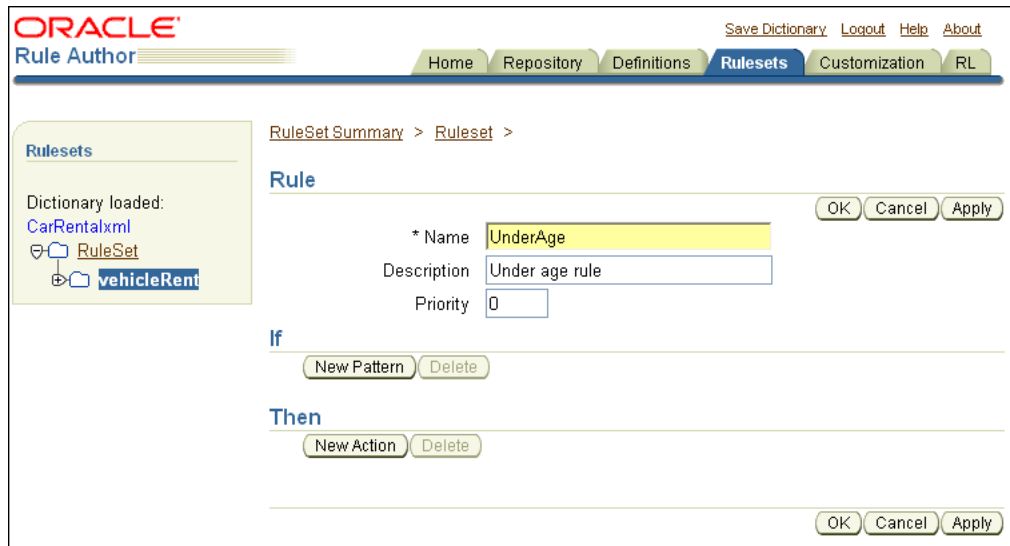 ORACLE
Rule Author
Save Dictionary Logout Help About
Home Repository Definitions Rulesets Customization RL
Rulesets
Dictionary loaded:
CarRentalxml
RuleSet
vehicleRent
RuleSet Summary > Ruleset >
Rule
OK Cancel Apply
* Name UnderAge
Description Under age rule
Priority 0
If
New Pattern Delete
Then
New Action Delete
OK Cancel Apply